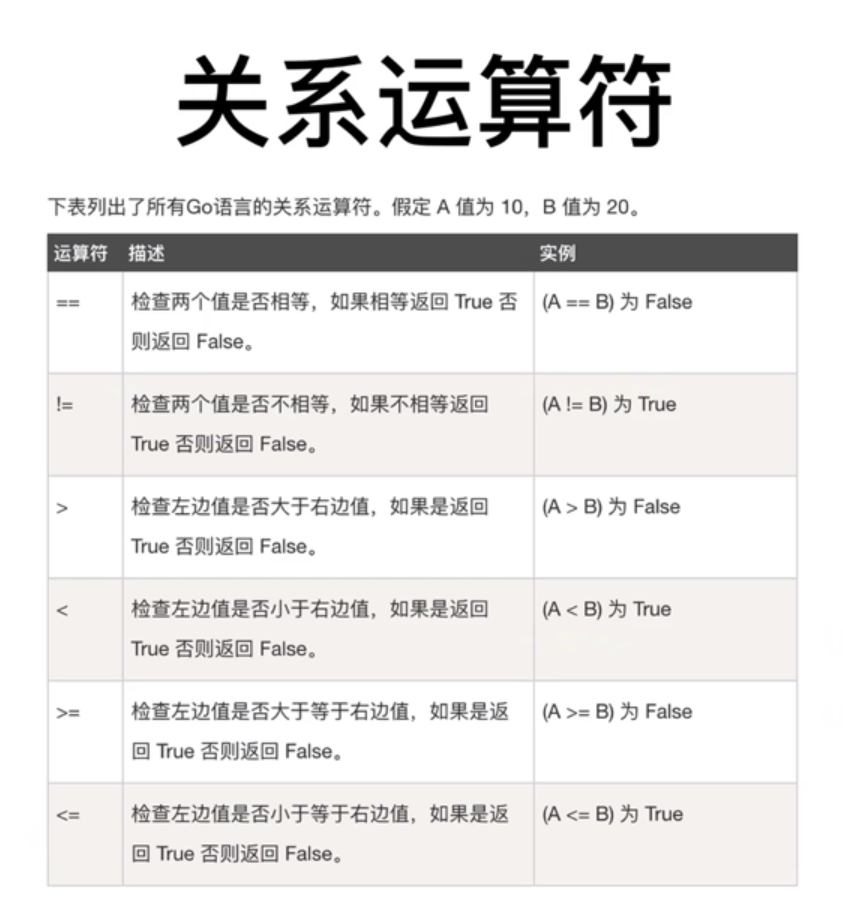 关系运算符
下表列出了所有Go语言的关系运算符。假定 A 值为 10，B 值为 20。
运算符 描述 实例
== 检查两个值是否相等，如果相等返回 True 否 (A == B) 为 False
则返回 False。
!= 检查两个值是否不相等，如果不相等返回 (A != B) 为 True
True 否则返回 False。
> 检查左边值是否大于右边值，如果是返回 (A > B) 为 False
True 否则返回 False。
< 检查左边值是否小于右边值，如果是返回 (A < B) 为 True
True 否则返回 False。
>= 检查左边值是否大于等于右边值，如果是返 (A >= B) 为 False
回 True 否则返回 False。
<= 检查左边值是否小于等于右边值，如果是返 (A <= B) 为 True
回 True 否则返回 False。